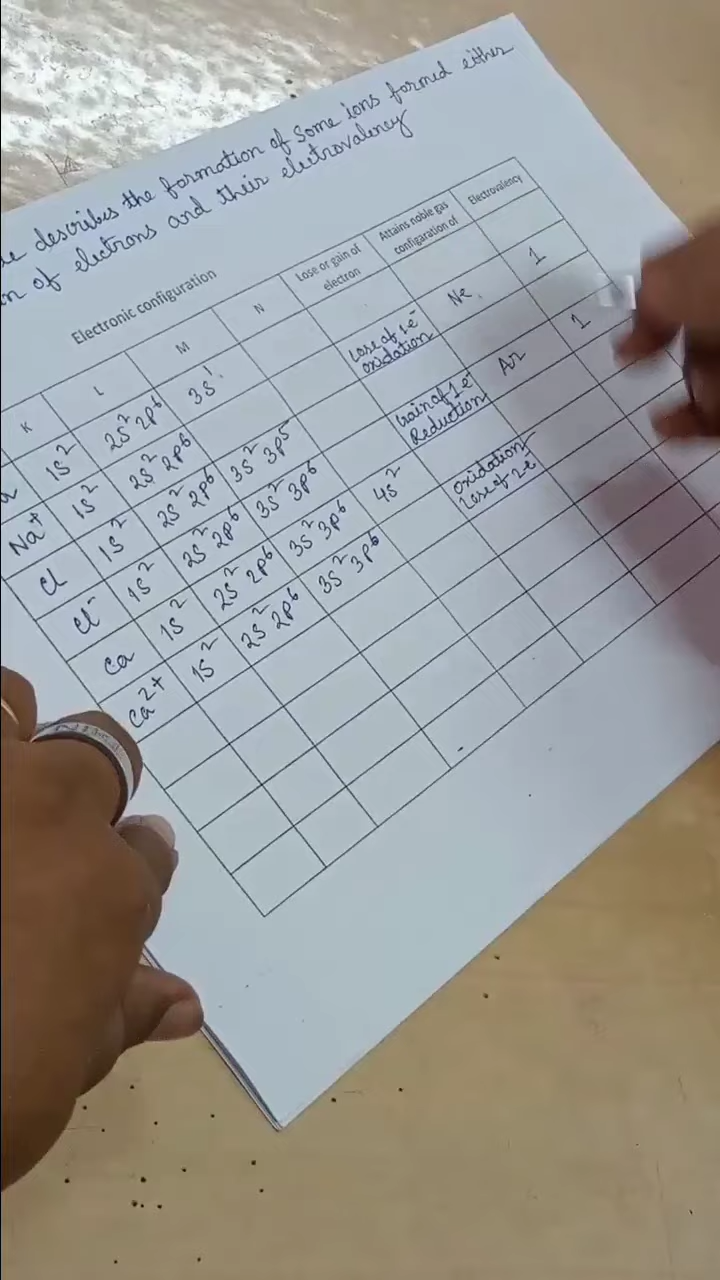 describes the formation of some ions formed either
of electrons and their electrovalency
Electronic configuration
Lose or gain of electron
Attains noble gas configaration of
Electrovalency
K L M N
1s² 2s² 2p⁶ 3s¹
Na⁺ 1s² 2s² 2p⁶ Lose of 1e⁻ oxidation Ne. 1
Cl 1s² 2s² 2p⁶ 3s² 3p⁵
Cl⁻ 1s² 2s² 2p⁶ 3s² 3p⁶ Gain of 1e⁻ Reduction Ar 1
Ca 1s² 2s² 2p⁶ 3s² 3p⁶ 4s²
Ca²⁺ 1s² 2s² 2p⁶ 3s² 3p⁶ oxidation Lose of 2e⁻